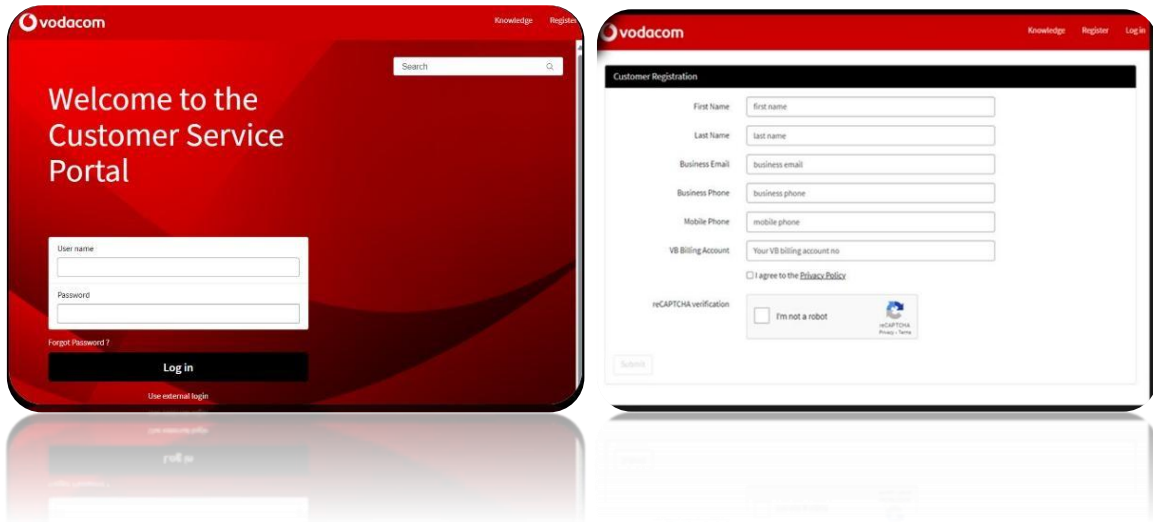 vodacom
Knowledge Register
Search
Welcome to the
Customer Service
Portal
User name
Password
Forgot Password ?
Log in
Use external login
vodacom
Knowledge Register Log in
Customer Registration
First Name first name
Last Name last name
Business Email business email
Business Phone business phone
Mobile Phone mobile phone
VB Billing Account Your VB billing account no
I agree to the Privacy Policy
reCAPTCHA verification
I'm not a robot
reCAPTCHA
Privacy - Terms
Submit